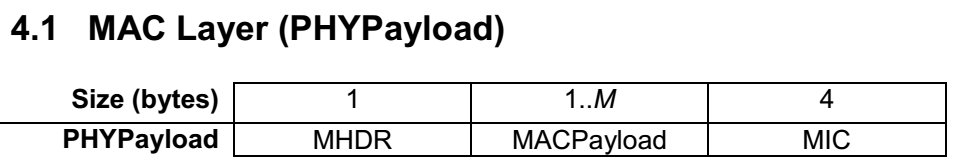 4.1 MAC Layer (PHYPayload)
Size (bytes) 1 1..M 4
PHYPayload MHDR MACPayload MIC